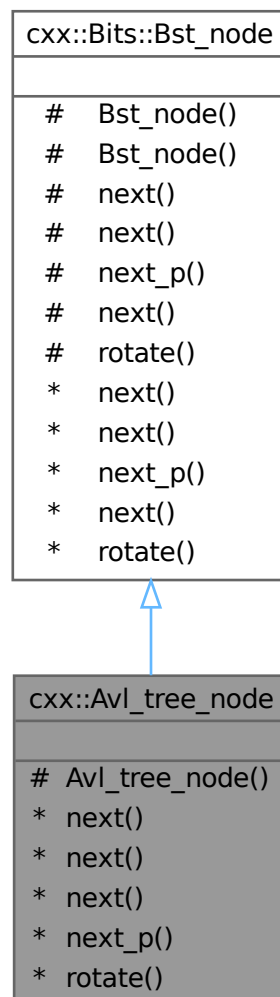 cxx::Bits::Bst_node
# Bst_node()
# Bst_node()
# next()
# next()
# next_p()
# next()
# rotate()
* next()
* next()
* next_p()
* next()
* rotate()
cxx::Avl_tree_node
# Avl_tree_node()
* next()
* next()
* next()
* next_p()
* rotate()